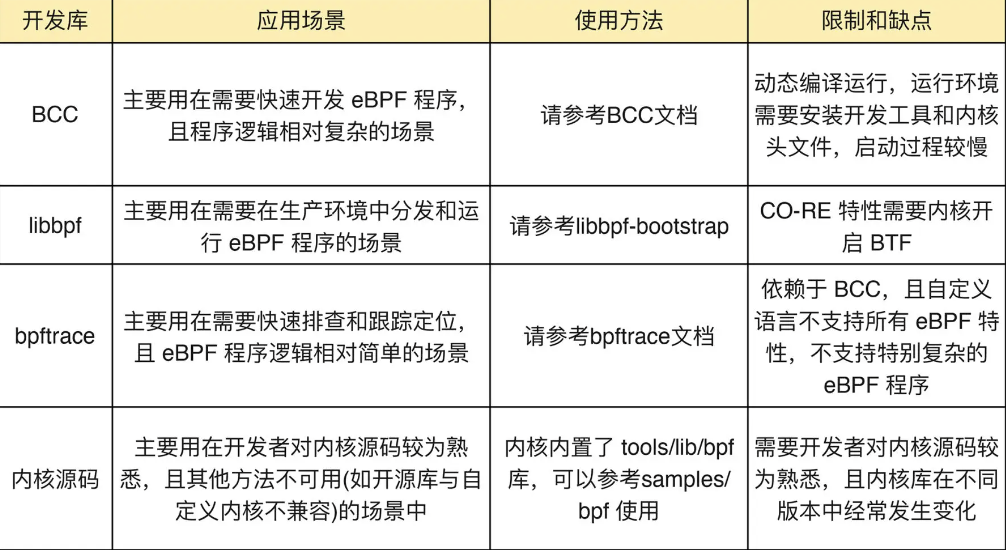 开发库
应用场景
使用方法
限制和缺点
BCC
主要用在需要快速开发 eBPF 程序，
且程序逻辑相对复杂的场景
请参考BCC文档
动态编译运行，运行环境
需要安装开发工具和内核
头文件，启动过程较慢
libbpf
主要用在需要在生产环境中分发和运
行 eBPF 程序的场景
请参考libbpf-bootstrap
CO-RE 特性需要内核开
启 BTF
bpftrace
主要用在需要快速排查和跟踪定位，
且 eBPF 程序逻辑相对简单的场景
请参考bpftrace文档
依赖于 BCC，且自定义
语言不支持所有 eBPF 特
性，不支持特别复杂的
eBPF 程序
内核源码
主要用在开发者对内核源码较为熟
悉，且其他方法不可用(如开源库与自
定义内核不兼容)的场景中
内核内置了 tools/lib/bpf
库，可以参考samples/
bpf 使用
需要开发者对内核源码较
为熟悉，且内核库在不同
版本中经常发生变化